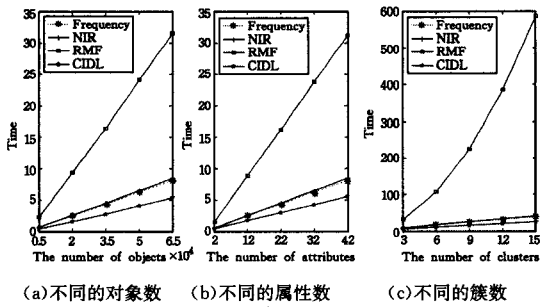 35
30
25
20
15
10
5
0
Time
Frequency
NIR
RMF
CIDL
0.5 2 3.5 5 6.5
The number of objects ×10⁴
(a)不同的对象数
35
30
25
20
15
10
5
0
Time
Frequency
NIR
RMF
CIDL
2 12 22 32 42
The number of attributes
(b)不同的属性数
600
500
400
300
200
100
0
Time
Frequency
NIR
RMF
CIDL
3 6 9 12 15
The number of clusters
(c)不同的簇数